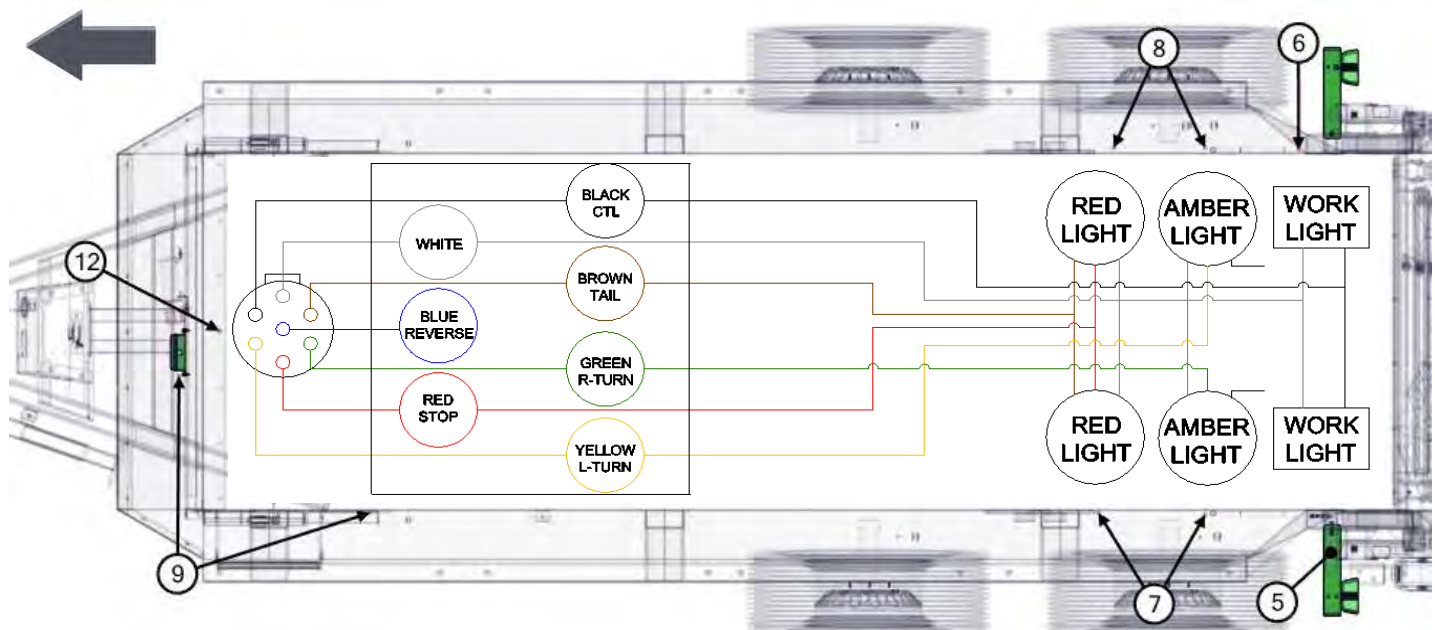 8
6
12
BLACK
CTL
WHITE
BROWN
TAIL
BLUE
REVERSE
GREEN
R-TURN
RED
STOP
YELLOW
L-TURN
RED
LIGHT
AMBER
LIGHT
WORK
LIGHT
RED
LIGHT
AMBER
LIGHT
WORK
LIGHT
9
7
5